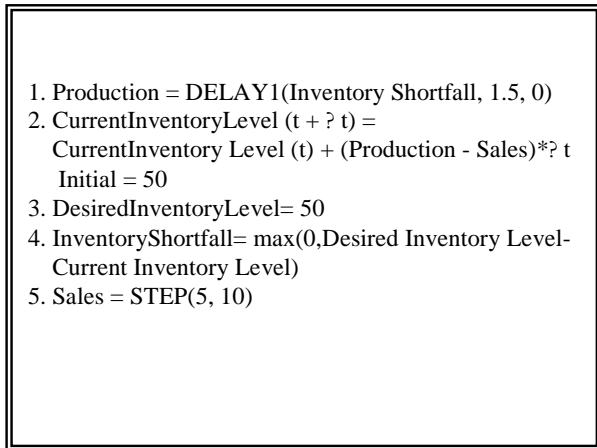 1. Production = DELAY1(Inventory Shortfall, 1.5, 0)
2. CurrentInventoryLevel (t + ? t) =
CurrentInventory Level (t) + (Production - Sales)*? t
Initial = 50
3. DesiredInventoryLevel= 50
4. InventoryShortfall= max(0,Desired Inventory Level-
Current Inventory Level)
5. Sales = STEP(5, 10)